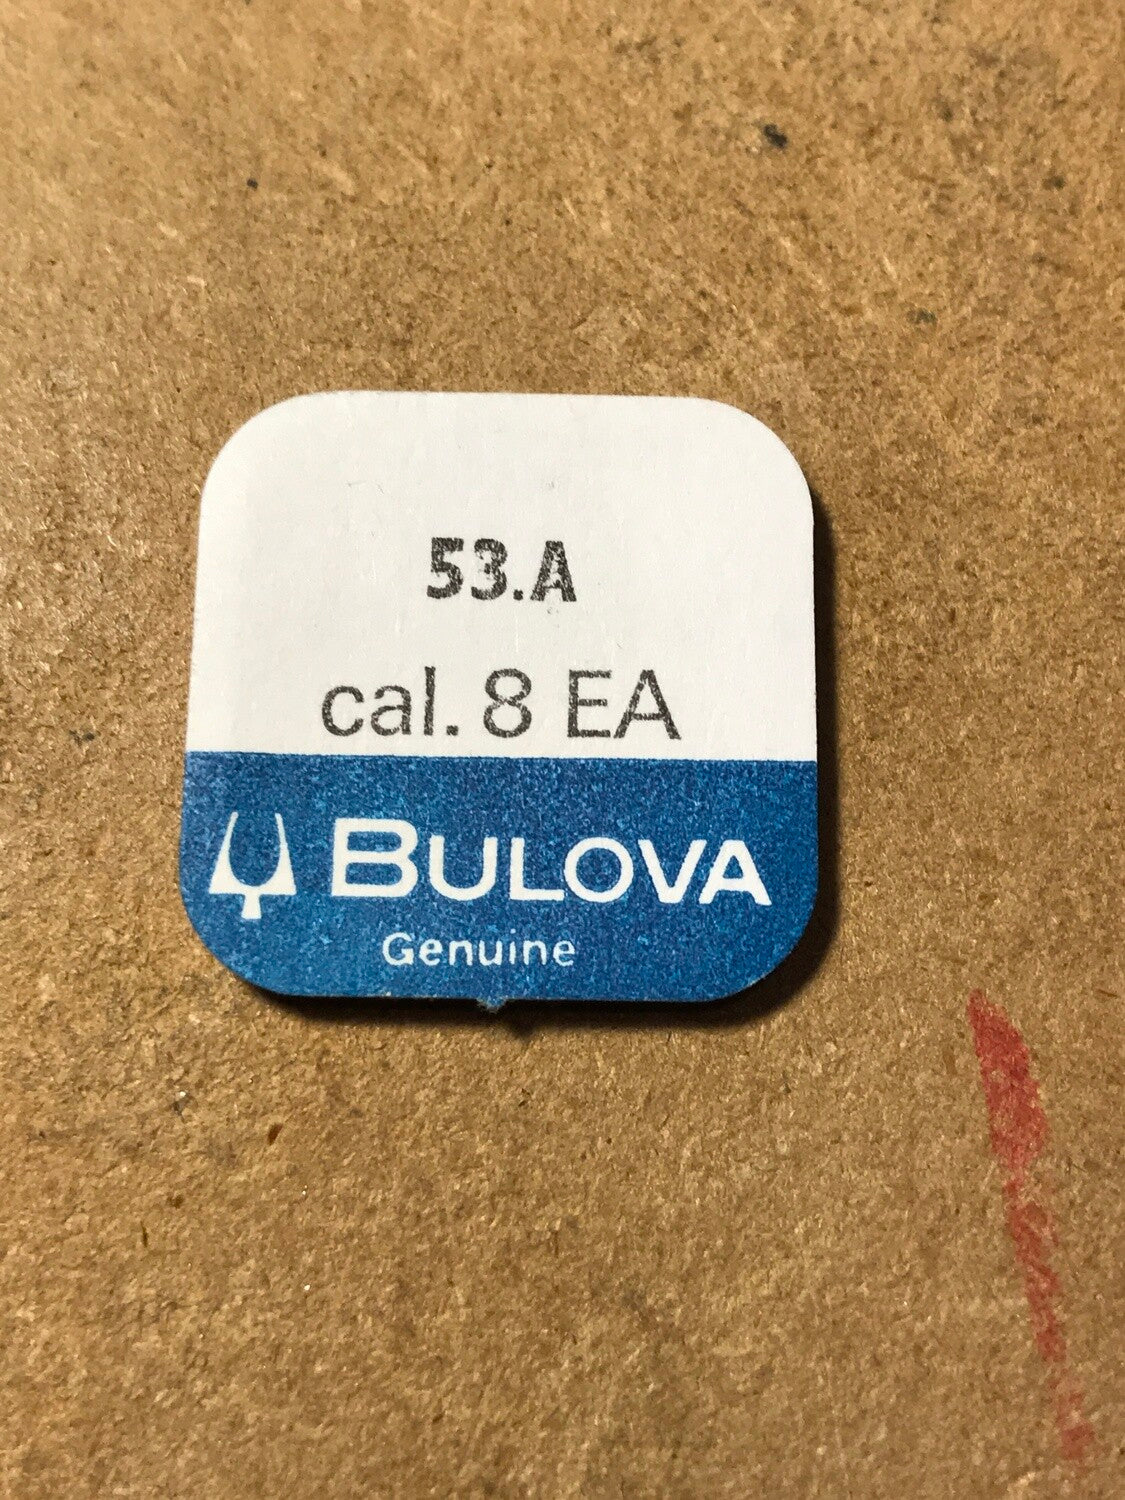 53.A
cal. 8 EA
BULOVA
Genuine